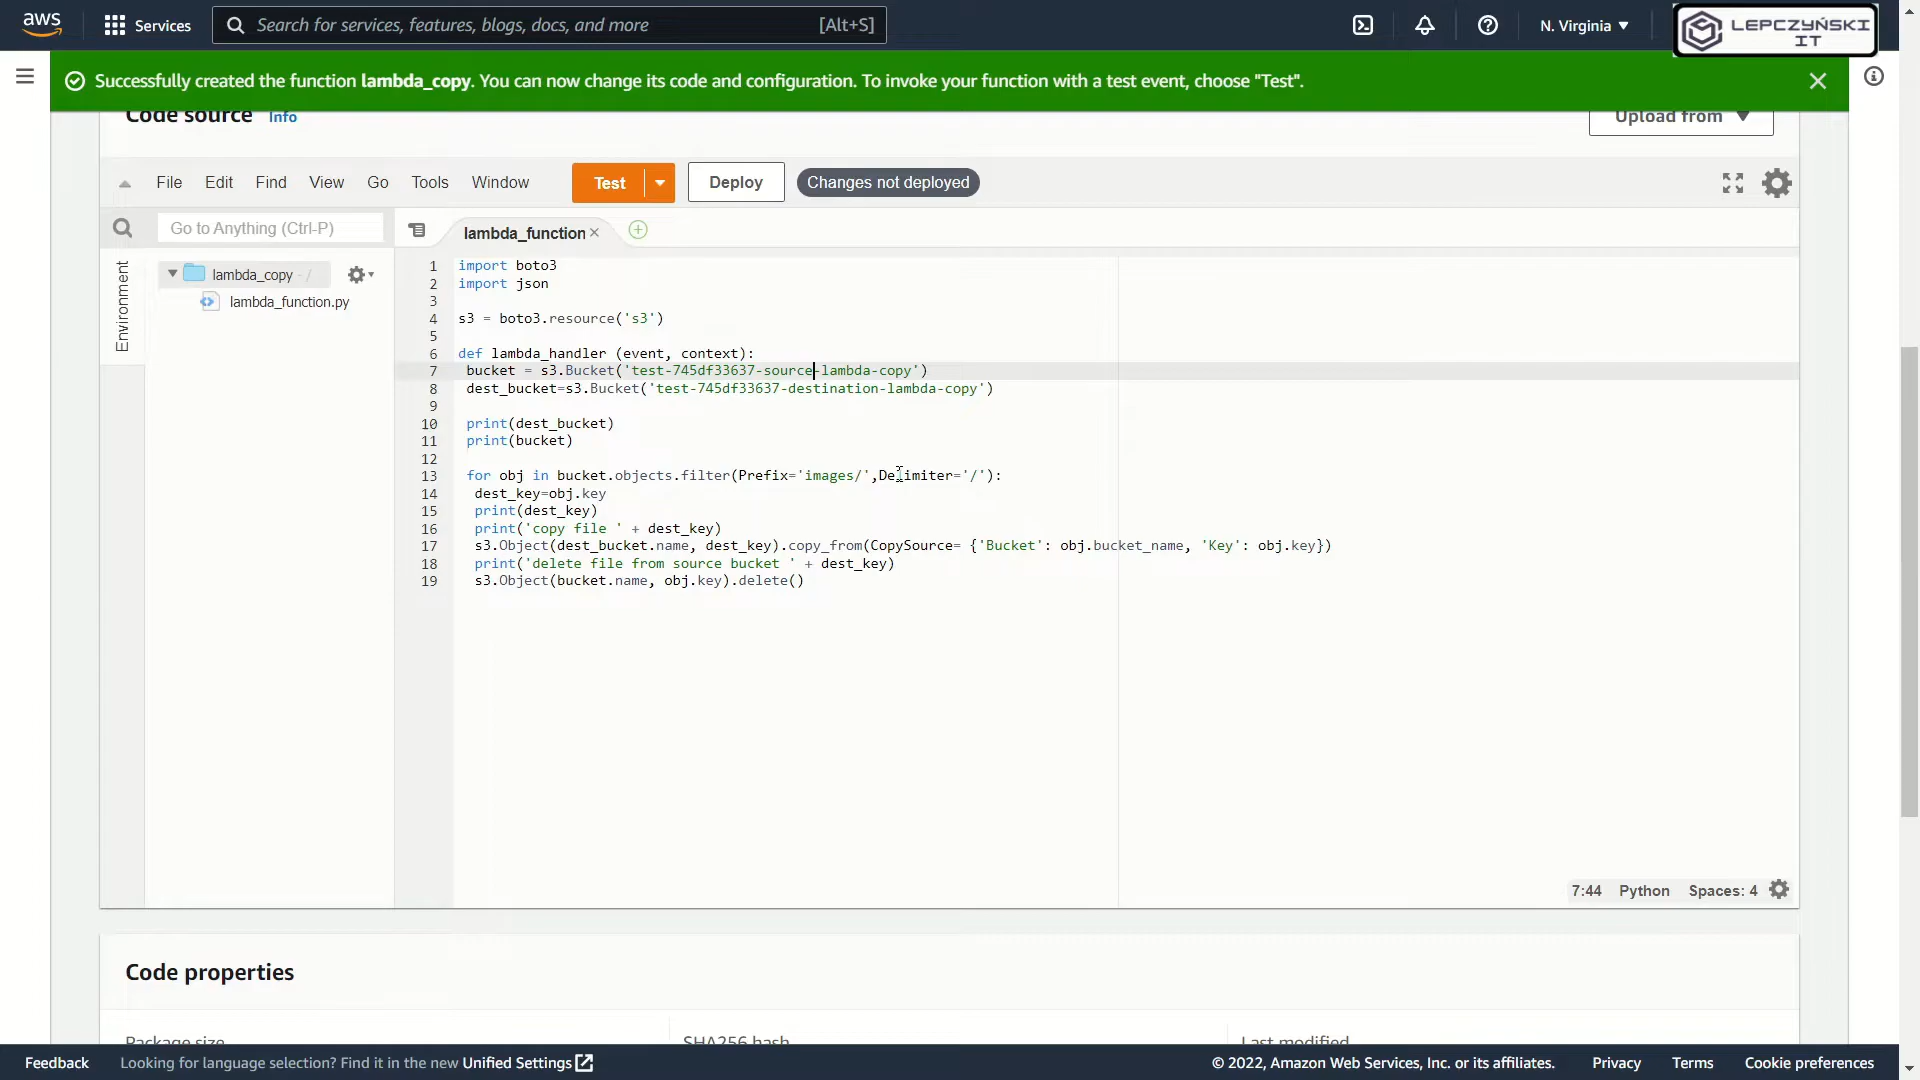 aws
Services
Search for services, features, blogs, docs, and more
[Alt+S]
N. Virginia
LEPCZYŃSKI
IT
Successfully created the function lambda_copy. You can now change its code and configuration. To invoke your function with a test event, choose "Test".
Code source Info
Upload from
File Edit Find View Go Tools Window
Test
Deploy
Changes not deployed
Go to Anything (Ctrl-P)
lambda_function
Environment
lambda_copy - /
lambda_function.py
1 import boto3
2 import json
3
4 s3 = boto3.resource('s3')
5
6 def lambda_handler (event, context):
7 bucket = s3.Bucket('test-745df33637-source-lambda-copy')
8 dest_bucket=s3.Bucket('test-745df33637-destination-lambda-copy')
9
10 print(dest_bucket)
11 print(bucket)
12
13 for obj in bucket.objects.filter(Prefix='images/',Delimiter='/'):
14 dest_key=obj.key
15 print(dest_key)
16 print('copy file ' + dest_key)
17 s3.Object(dest_bucket.name, dest_key).copy_from(CopySource= {'Bucket': obj.bucket_name, 'Key': obj.key})
18 print('delete file from source bucket ' + dest_key)
19 s3.Object(bucket.name, obj.key).delete()
7:44 Python Spaces: 4
Code properties
Package size
SHA256 hash
Last modified
Feedback
Looking for language selection? Find it in the new Unified Settings
© 2022, Amazon Web Services, Inc. or its affiliates.
Privacy
Terms
Cookie preferences